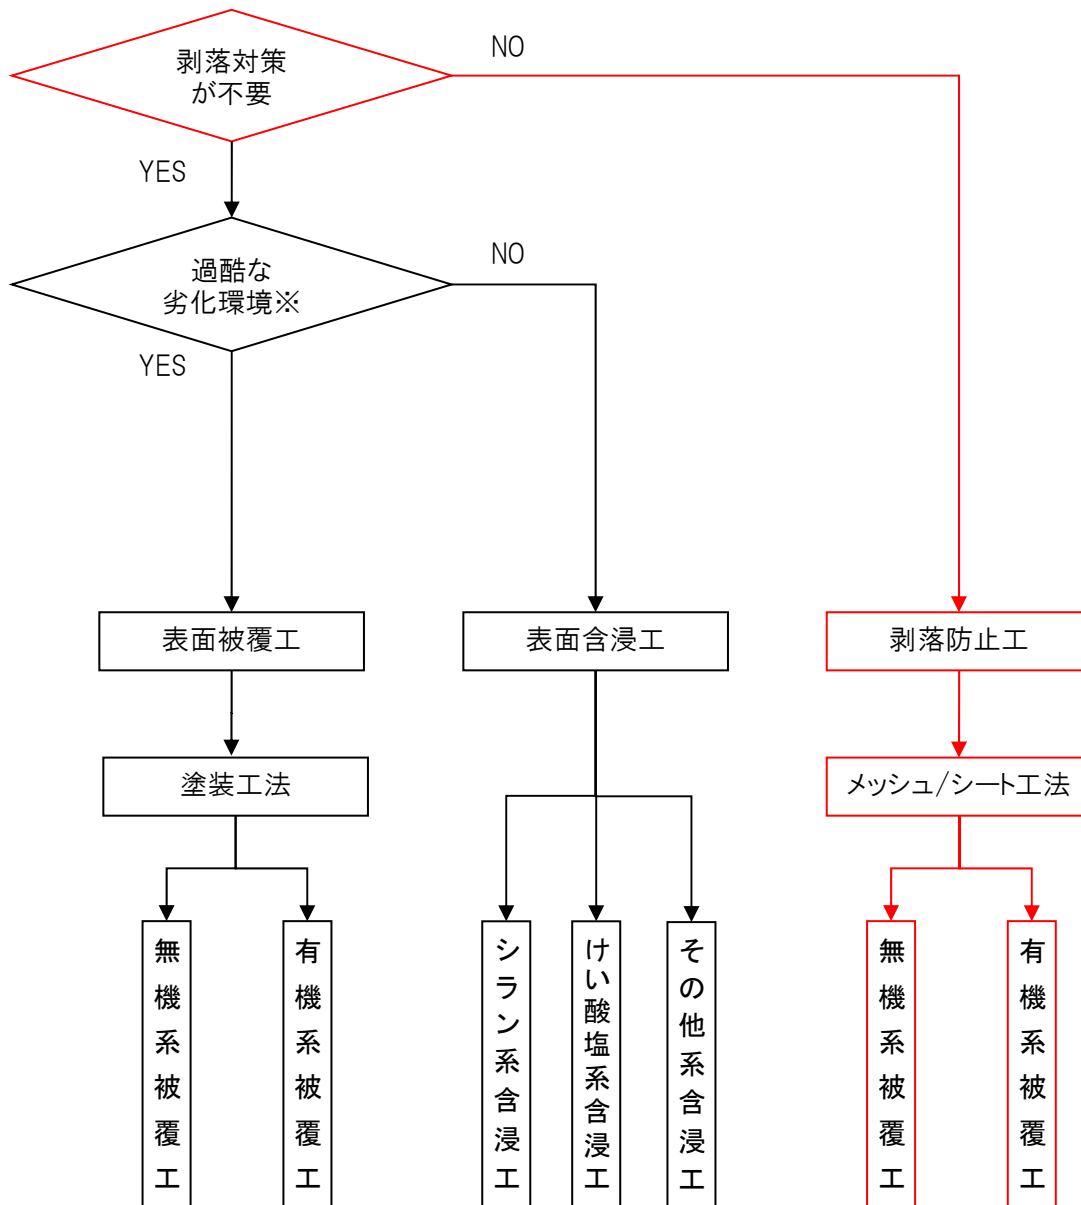 剥落対策
が不要
NO
YES
過酷な
劣化環境※
NO
YES
表面被覆工
表面含浸工
剥落防止工
塗装工法
メッシュ/シート工法
無機系被覆工
有機系被覆工
シラン系含浸工
けい酸塩系含浸工
その他系含浸工
無機系被覆工
有機系被覆工